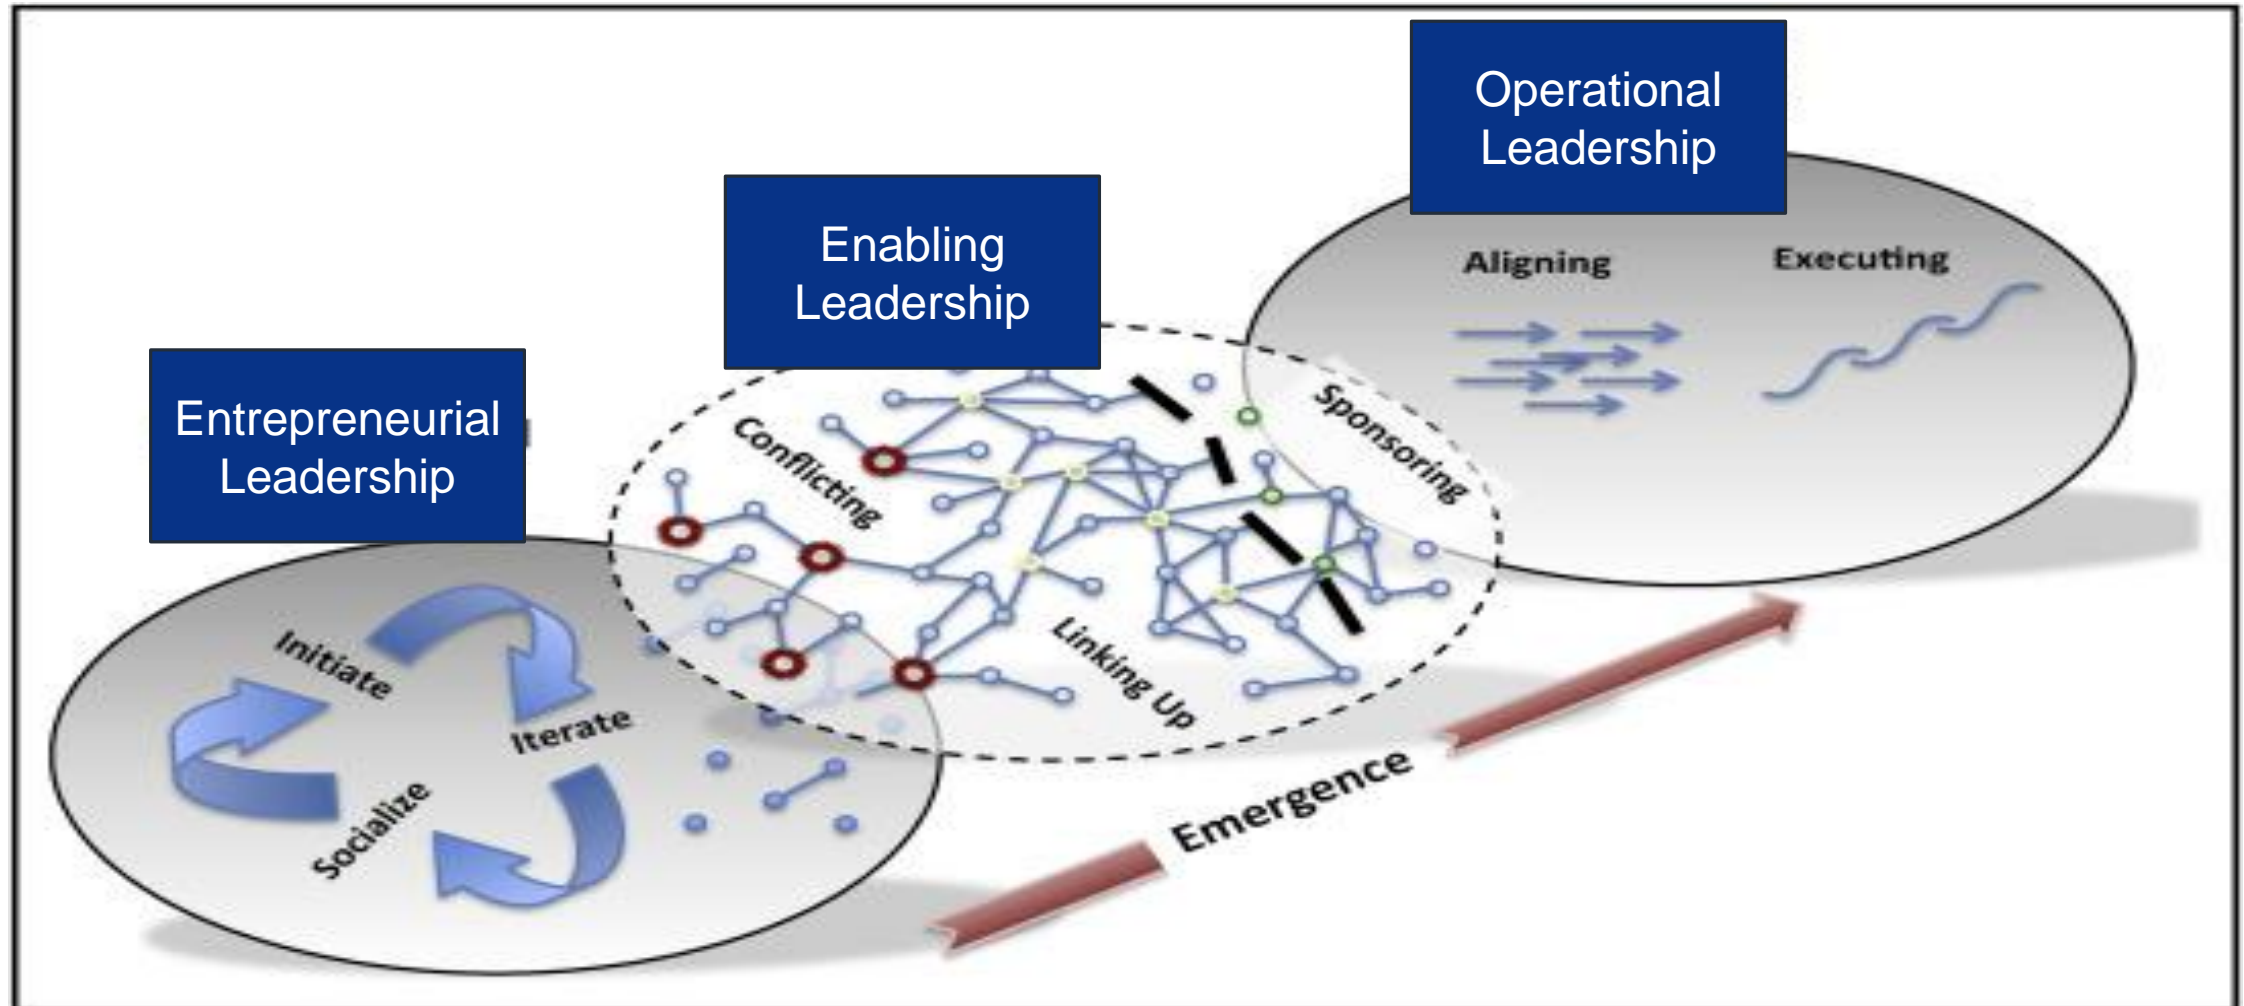 Operational
Leadership
Enabling
Leadership
Entrepreneurial
Leadership
Aligning
Executing
Sponsoring
Conflicting
Linking Up
Initiate
Iterate
Socialize
Emergence